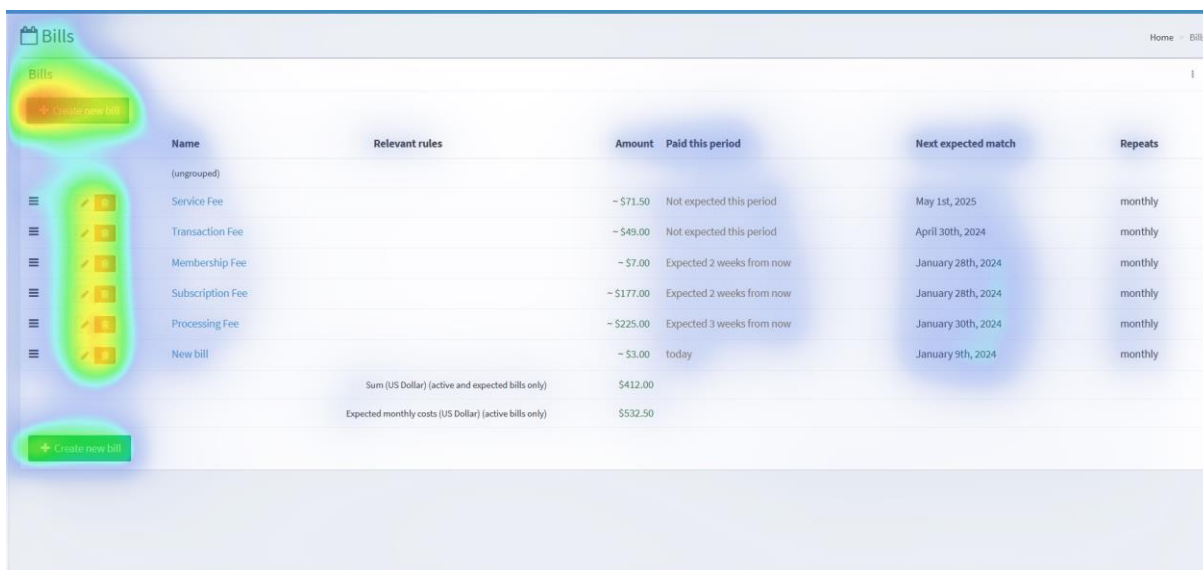 Bills
Home Bills
Bills
+ Create new bill
Name Relevant rules Amount Paid this period Next expected match Repeats
(ungrouped)
Service Fee ~ $71.50 Not expected this period May 1st, 2025 monthly
Transaction Fee ~ $49.00 Not expected this period April 30th, 2024 monthly
Membership Fee ~ $7.00 Expected 2 weeks from now January 28th, 2024 monthly
Subscription Fee ~ $177.00 Expected 2 weeks from now January 28th, 2024 monthly
Processing Fee ~ $225.00 Expected 3 weeks from now January 30th, 2024 monthly
New bill ~ $3.00 today January 9th, 2024 monthly
Sum (US Dollar) (active and expected bills only) $412.00
Expected monthly costs (US Dollar) (active bills only) $532.50
+ Create new bill